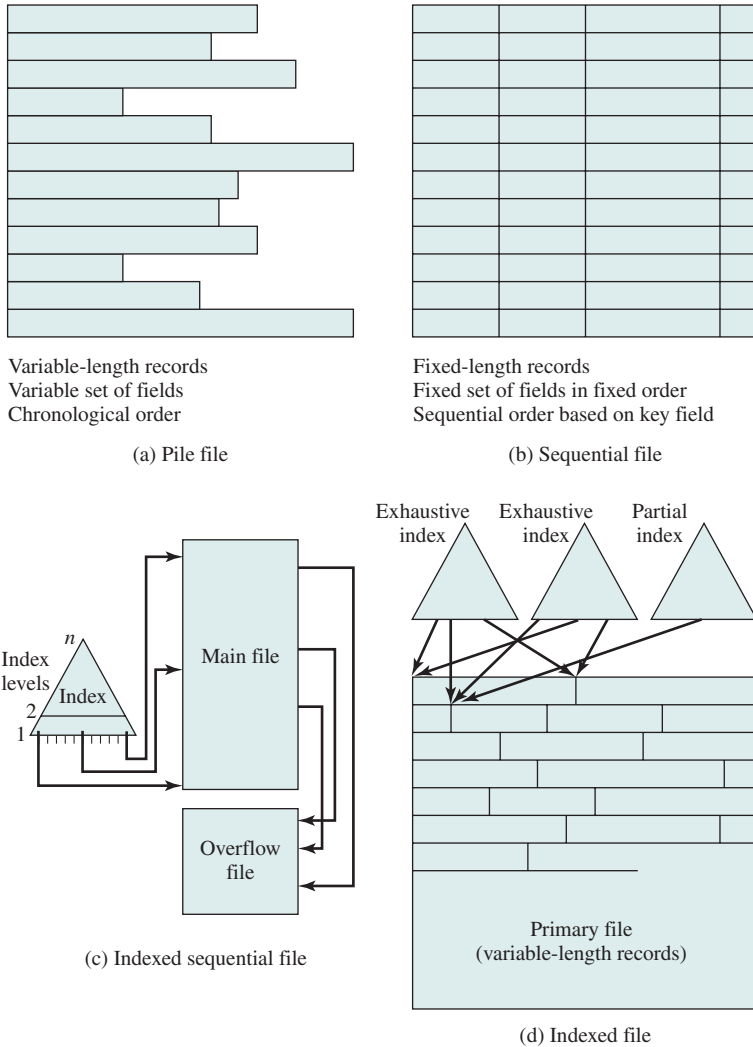 Variable-length records
Variable set of fields
Chronological order
(a) Pile file
Fixed-length records
Fixed set of fields in fixed order
Sequential order based on key field
(b) Sequential file
n
Index
levels
2
1
Index
Main file
Overflow
file
(c) Indexed sequential file
Exhaustive
index
Exhaustive
index
Partial
index
Primary file
(variable-length records)
(d) Indexed file